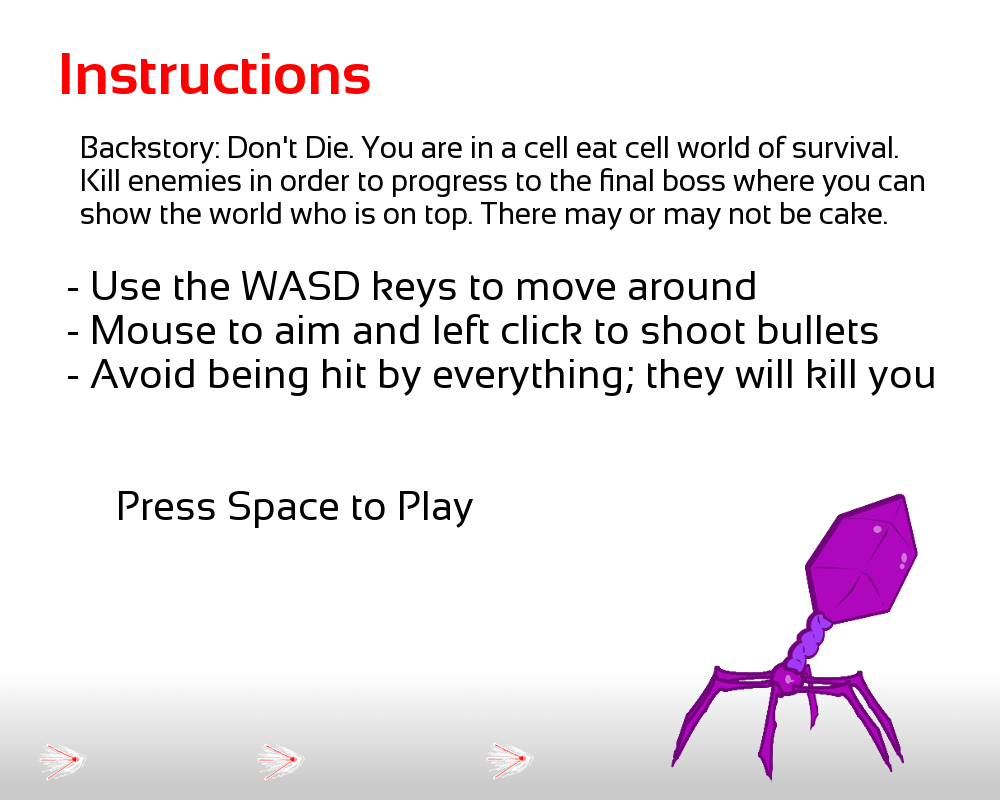 Instructions
Backstory: Don't Die. You are in a cell eat cell world of survival.
Kill enemies in order to progress to the final boss where you can
show the world who is on top. There may or may not be cake.
- Use the WASD keys to move around
- Mouse to aim and left click to shoot bullets
- Avoid being hit by everything; they will kill you
Press Space to Play